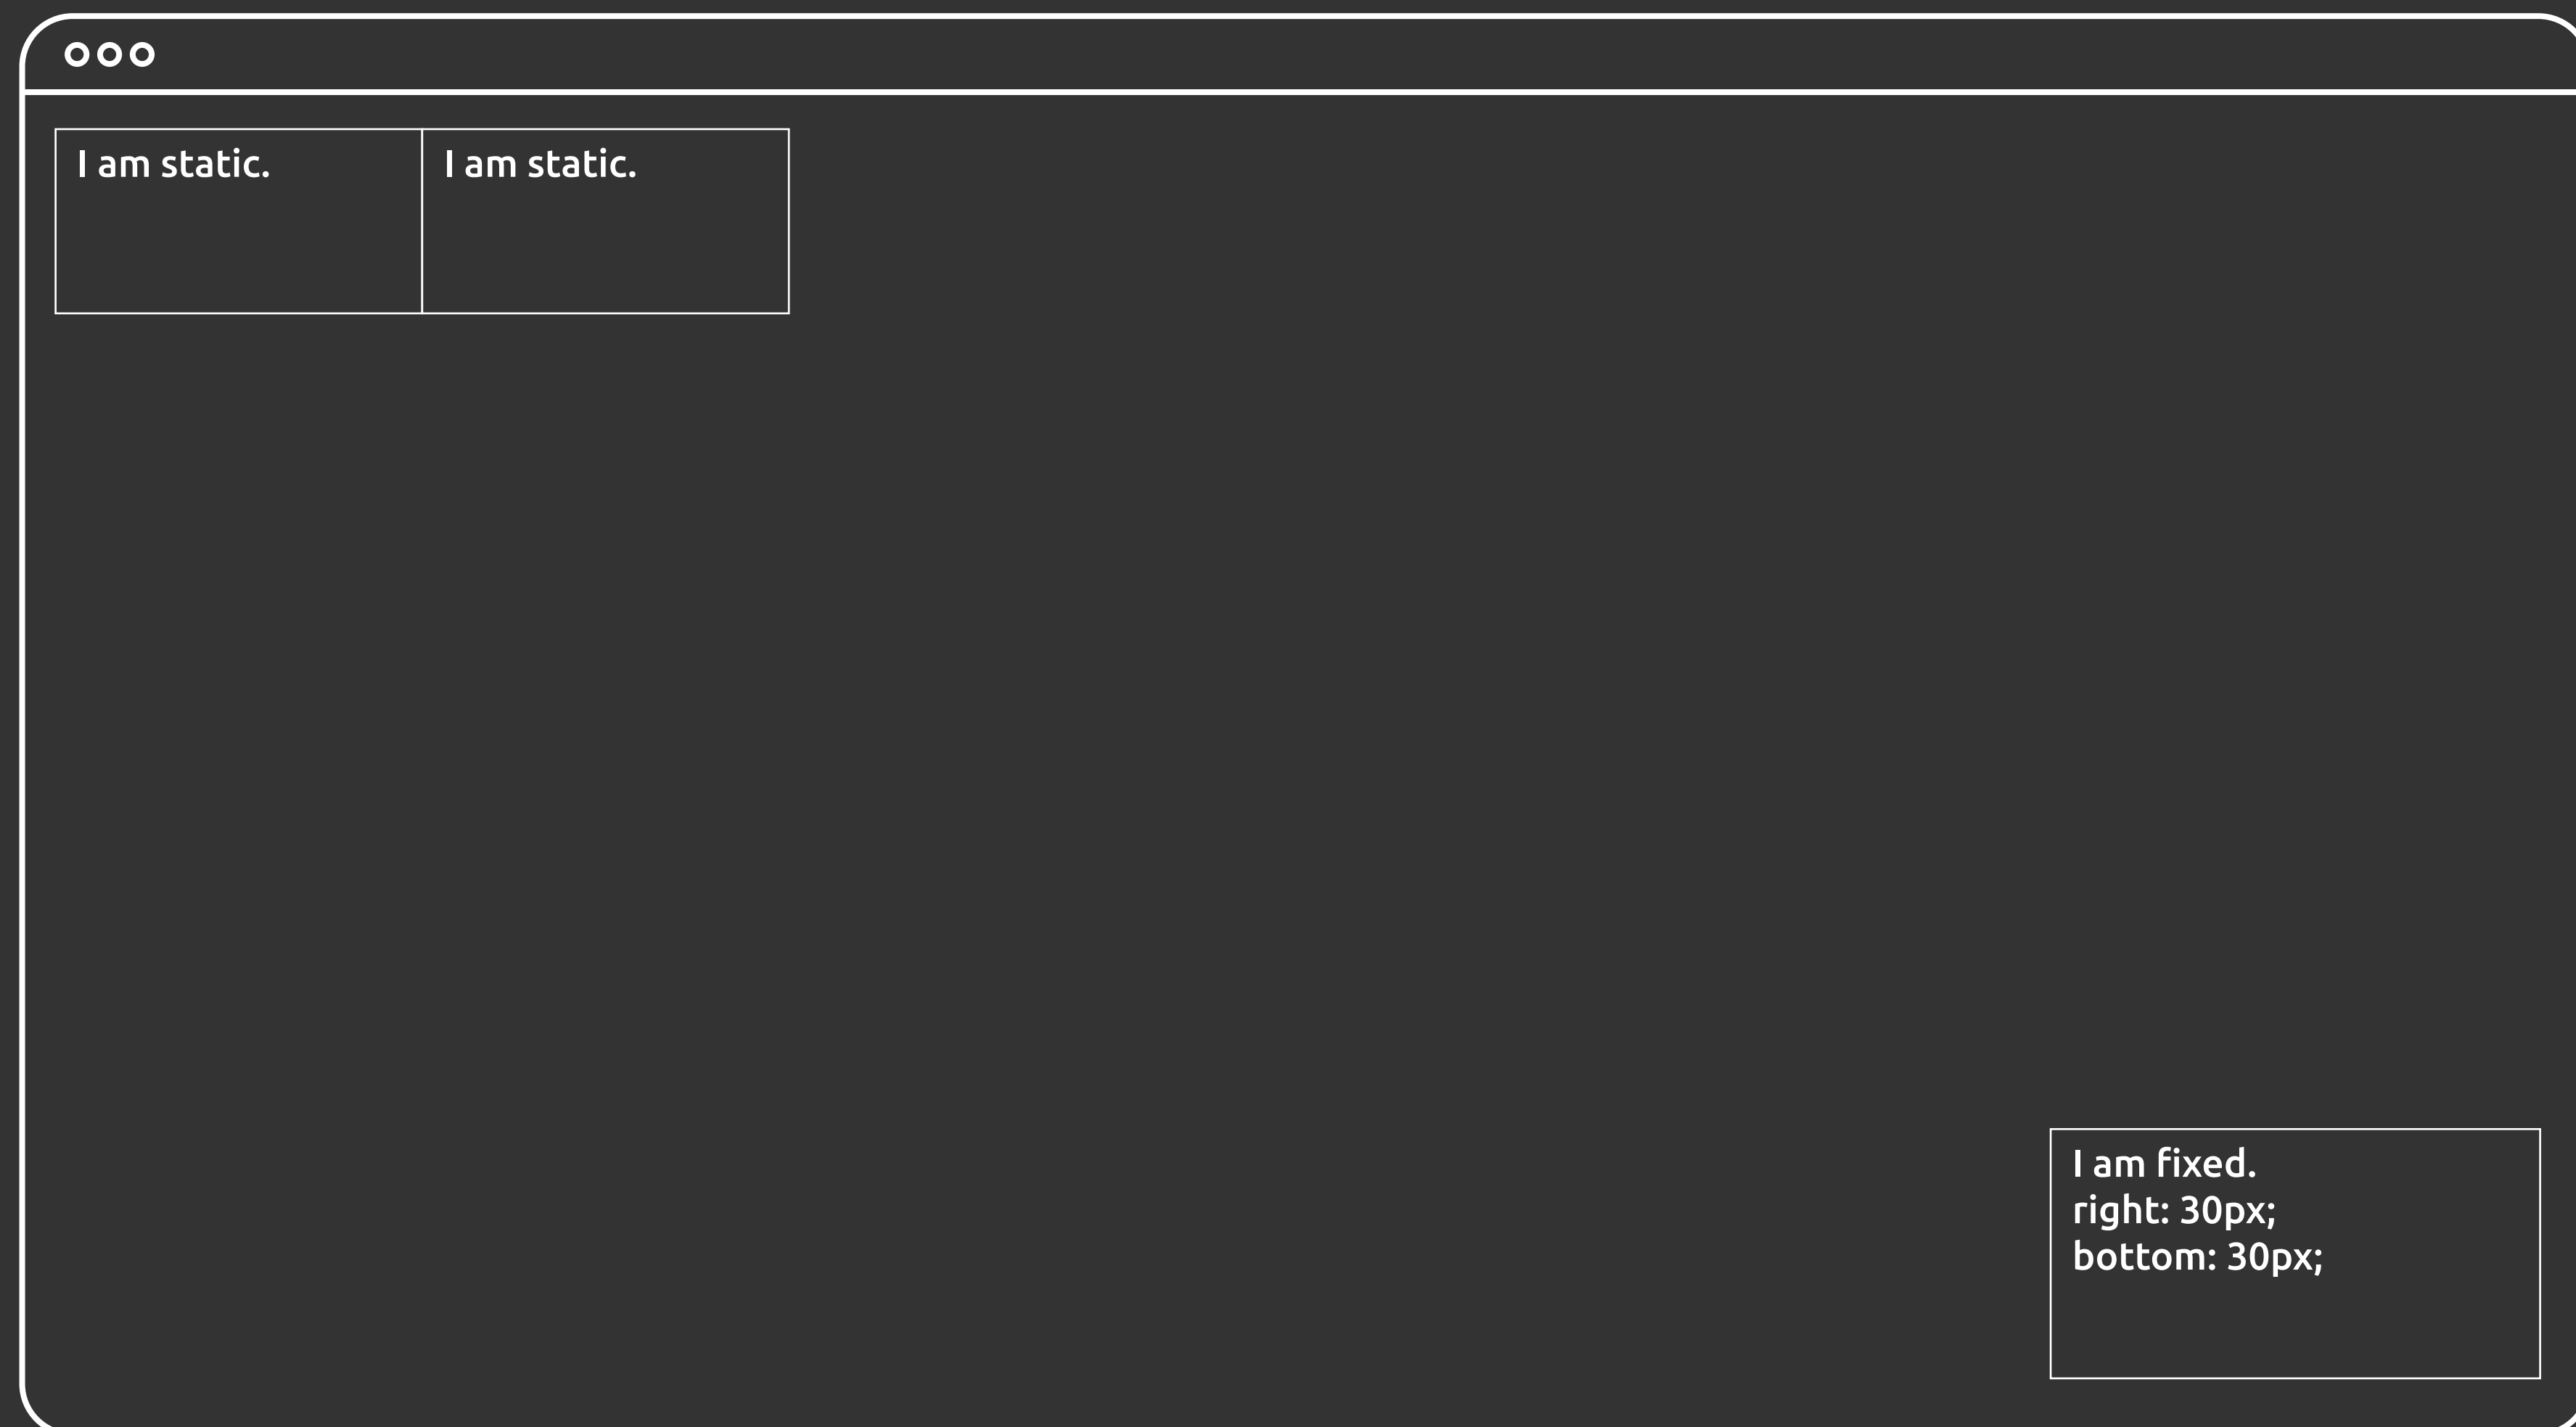 I am static.
I am static.
I am fixed.
right: 30px;
bottom: 30px;